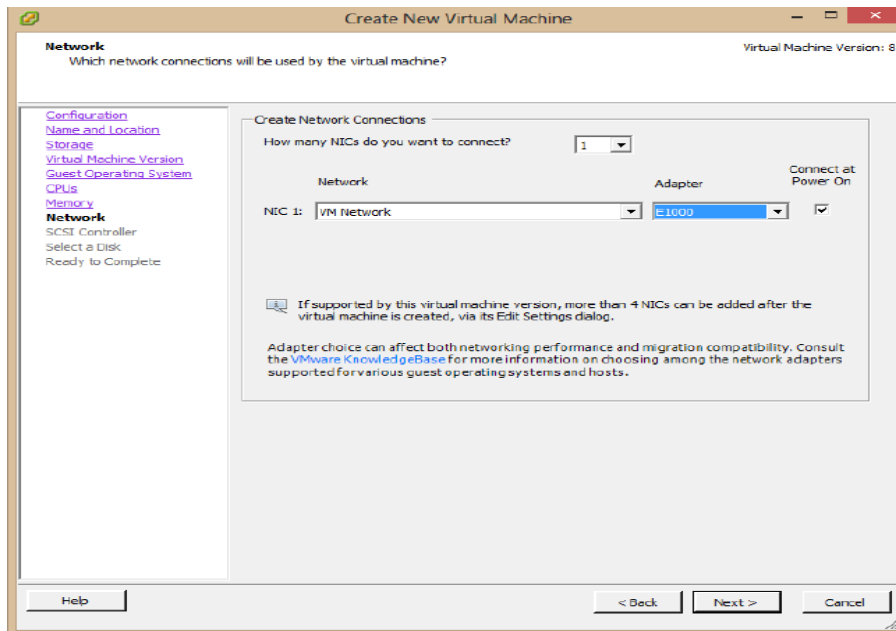 Create New Virtual Machine
Network
Which network connections will be used by the virtual machine?
Virtual Machine Version: 8
Configuration
Name and Location
Storage
Virtual Machine Version
Guest Operating System
CPUs
Memory
Network
SCSI Controller
Select a Disk
Ready to Complete
Create Network Connections
How many NICs do you want to connect?
1
Network
Adapter
Connect at
Power On
NIC 1:
VM Network
E1000
If supported by this virtual machine version, more than 4 NICs can be added after the
virtual machine is created, via its Edit Settings dialog.
Adapter choice can affect both networking performance and migration compatibility. Consult
the VMware KnowledgeBase for more information on choosing among the network adapters
supported for various guest operating systems and hosts.
Help
< Back
Next >
Cancel